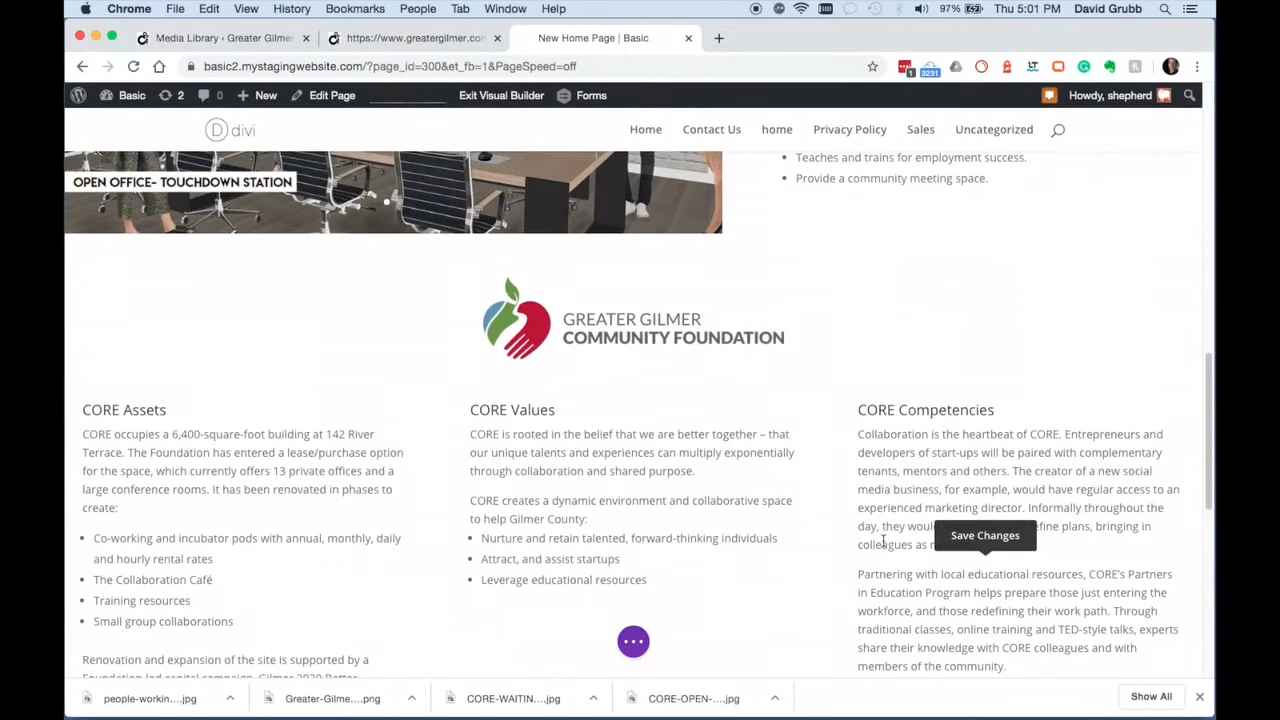 Chrome File Edit View History Bookmarks People Tab Window Help 97% Thu 5:01 PM David Grubb
Media Library ‹ Greater Gilmer × https://www.greatergilmer.com × New Home Page | Basic × +
basic2.mystagingwebsite.com/?page_id=300&et_fb=1&PageSpeed=off
1 3231
Basic 2 0 + New Edit Page Exit Visual Builder Forms Howdy, shepherd
D divi Home Contact Us home Privacy Policy Sales Uncategorized
Teaches and trains for employment success.
Provide a community meeting space.
OPEN OFFICE- TOUCHDOWN STATION
GREATER GILMER
COMMUNITY FOUNDATION
CORE Assets
CORE occupies a 6,400-square-foot building at 142 River
Terrace. The Foundation has entered a lease/purchase option
for the space, which currently offers 13 private offices and a
large conference rooms. It has been renovated in phases to
create:
Co-working and incubator pods with annual, monthly, daily
and hourly rental rates
The Collaboration Café
Training resources
Small group collaborations
Renovation and expansion of the site is supported by a
CORE Values
CORE is rooted in the belief that we are better together – that
our unique talents and experiences can multiply exponentially
through collaboration and shared purpose.
CORE creates a dynamic environment and collaborative space
to help Gilmer County:
Nurture and retain talented, forward-thinking individuals
Attract, and assist startups
Leverage educational resources
CORE Competencies
Collaboration is the heartbeat of CORE. Entrepreneurs and
developers of start-ups will be paired with complementary
tenants, mentors and others. The creator of a new social
media business, for example, would have regular access to an
experienced marketing director. Informally throughout the
day, they would efine plans, bringing in
colleagues as
Save Changes
Partnering with local educational resources, CORE's Partners
in Education Program helps prepare those just entering the
workforce, and those redefining their work path. Through
traditional classes, online training and TED-style talks, experts
share their knowledge with CORE colleagues and with
members of the community.
people-workin....jpg Greater-Gilme....png CORE-WAITIN....jpg CORE-OPEN-....jpg Show All ×